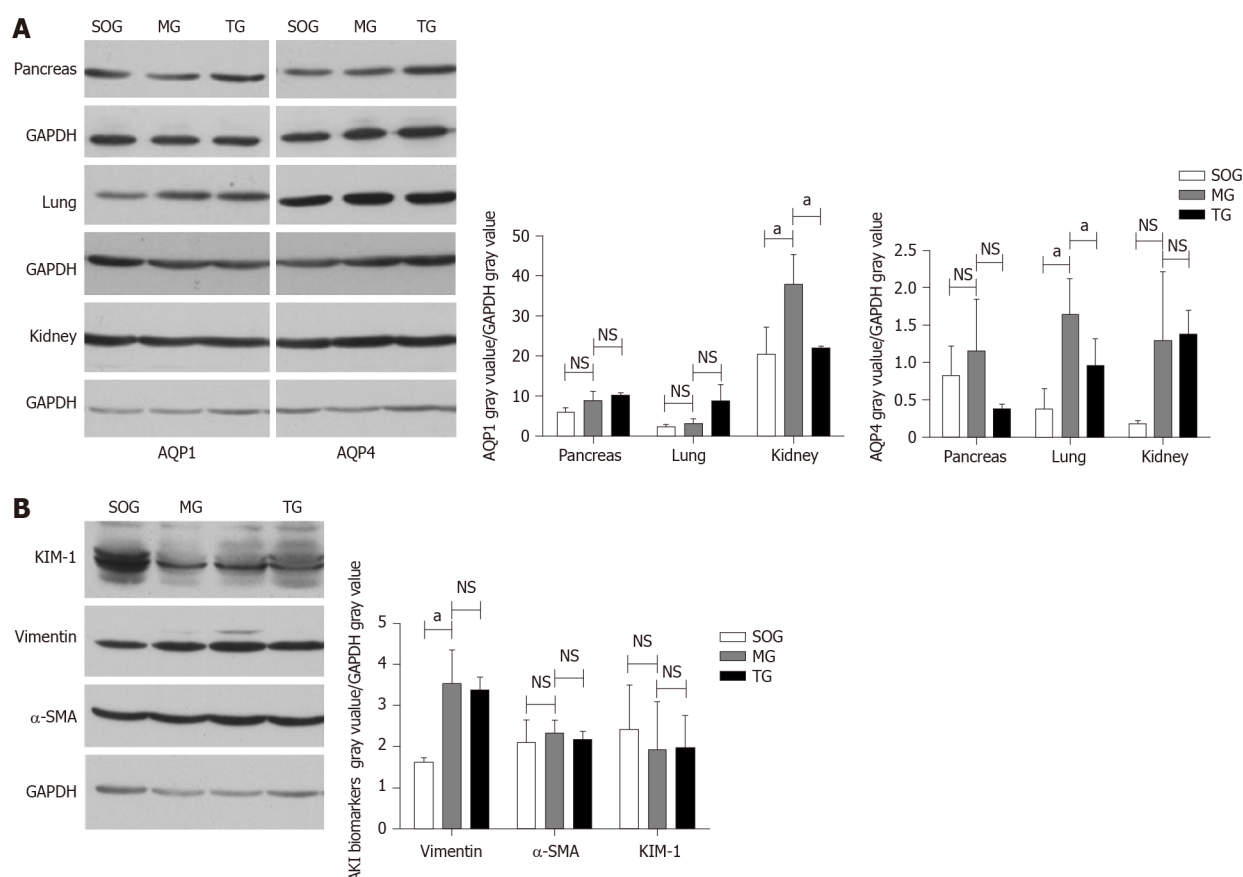 A
SOG MG TG SOG MG TG
Pancreas
GAPDH
Lung
GAPDH
Kidney
GAPDH
AQP1 AQP4
AQP1 gray vualue/GAPDH gray value
50
40
30
20
10
0
NS NS
NS NS
a a
Pancreas Lung Kidney
AQP4 gray vualue/GAPDH gray value
2.5
2.0
1.5
1.0
0.5
0
NS NS
a a
NS NS
Pancreas Lung Kidney
SOG
MG
TG
B
SOG MG TG
KIM-1
Vimentin
α-SMA
GAPDH
AKI biomarkers gray vualue/GAPDH gray value
5
4
3
2
1
0
a NS
NS NS
NS NS
Vimentin α-SMA KIM-1
SOG
MG
TG